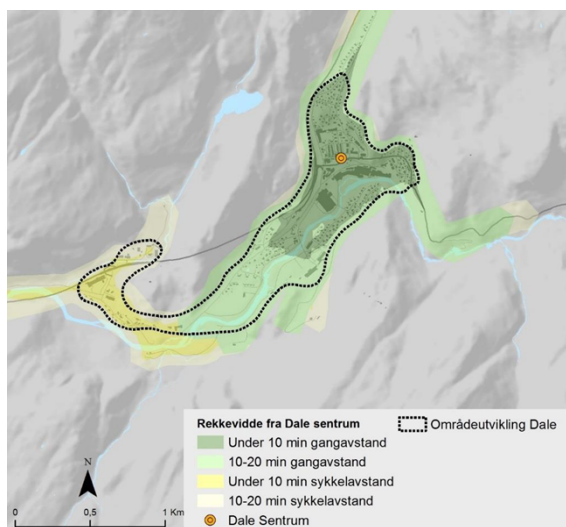 Rekkevidde fra Dale sentrum
Områdeutvikling Dale
Under 10 min gangavstand
10-20 min gangavstand
Under 10 min sykkelavstand
10-20 min sykkelavstand
Dale Sentrum
N
0 0,5 1 Km